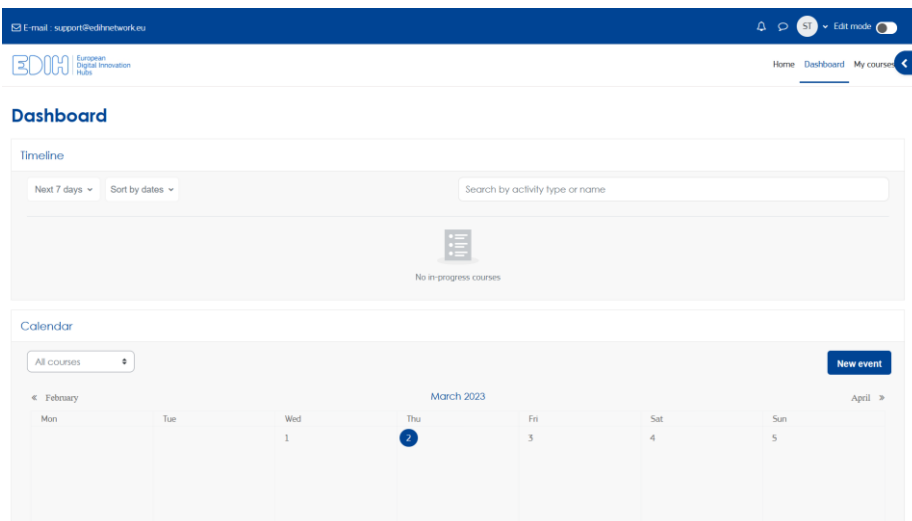 E-mail : support@edihnetwork.eu
ST
Edit mode
EDIH
European
Digital Innovation
Hubs
Home Dashboard My courses
Dashboard
Timeline
Next 7 days Sort by dates Search by activity type or name
No in-progress courses
Calendar
All courses New event
« February March 2023 April »
Mon Tue Wed Thu Fri Sat Sun
1 2 3 4 5